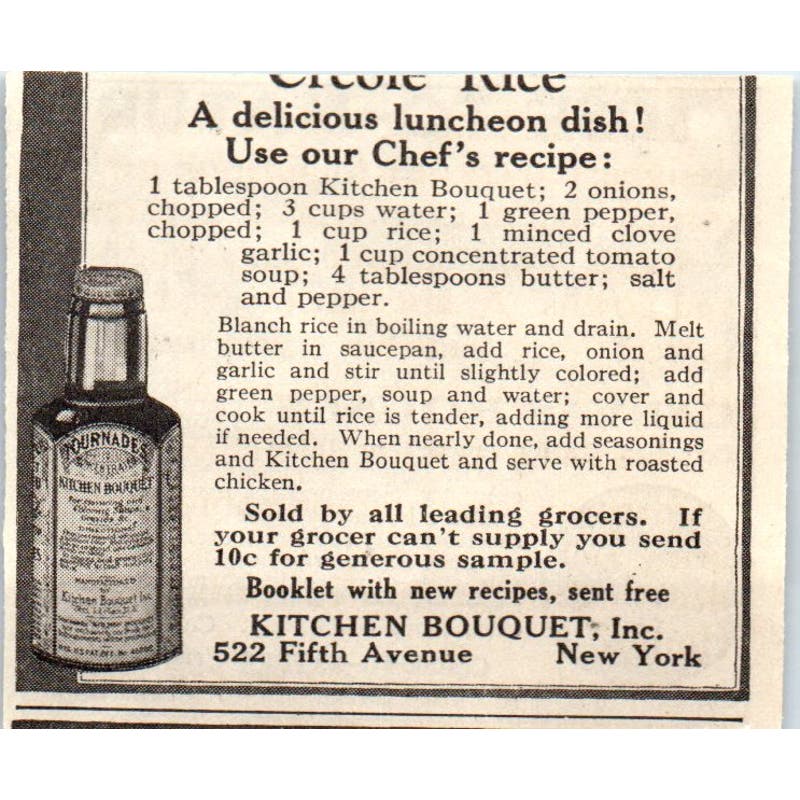 Creole Rice
A delicious luncheon dish!
Use our Chef's recipe:
1 tablespoon Kitchen Bouquet; 2 onions,
chopped; 3 cups water; 1 green pepper,
chopped; 1 cup rice; 1 minced clove
garlic; 1 cup concentrated tomato
soup; 4 tablespoons butter; salt
and pepper.
Blanch rice in boiling water and drain. Melt
butter in saucepan, add rice, onion and
garlic and stir until slightly colored; add
green pepper, soup and water; cover and
cook until rice is tender, adding more liquid
if needed. When nearly done, add seasonings
and Kitchen Bouquet and serve with roasted
chicken.
Sold by all leading grocers. If
your grocer can't supply you send
10c for generous sample.
Booklet with new recipes, sent free
KITCHEN BOUQUET, Inc.
522 Fifth Avenue New York
TOURNADES
KITCHEN BOUQUET
MANUFACTURED
Kitchen Bouquet Inc.